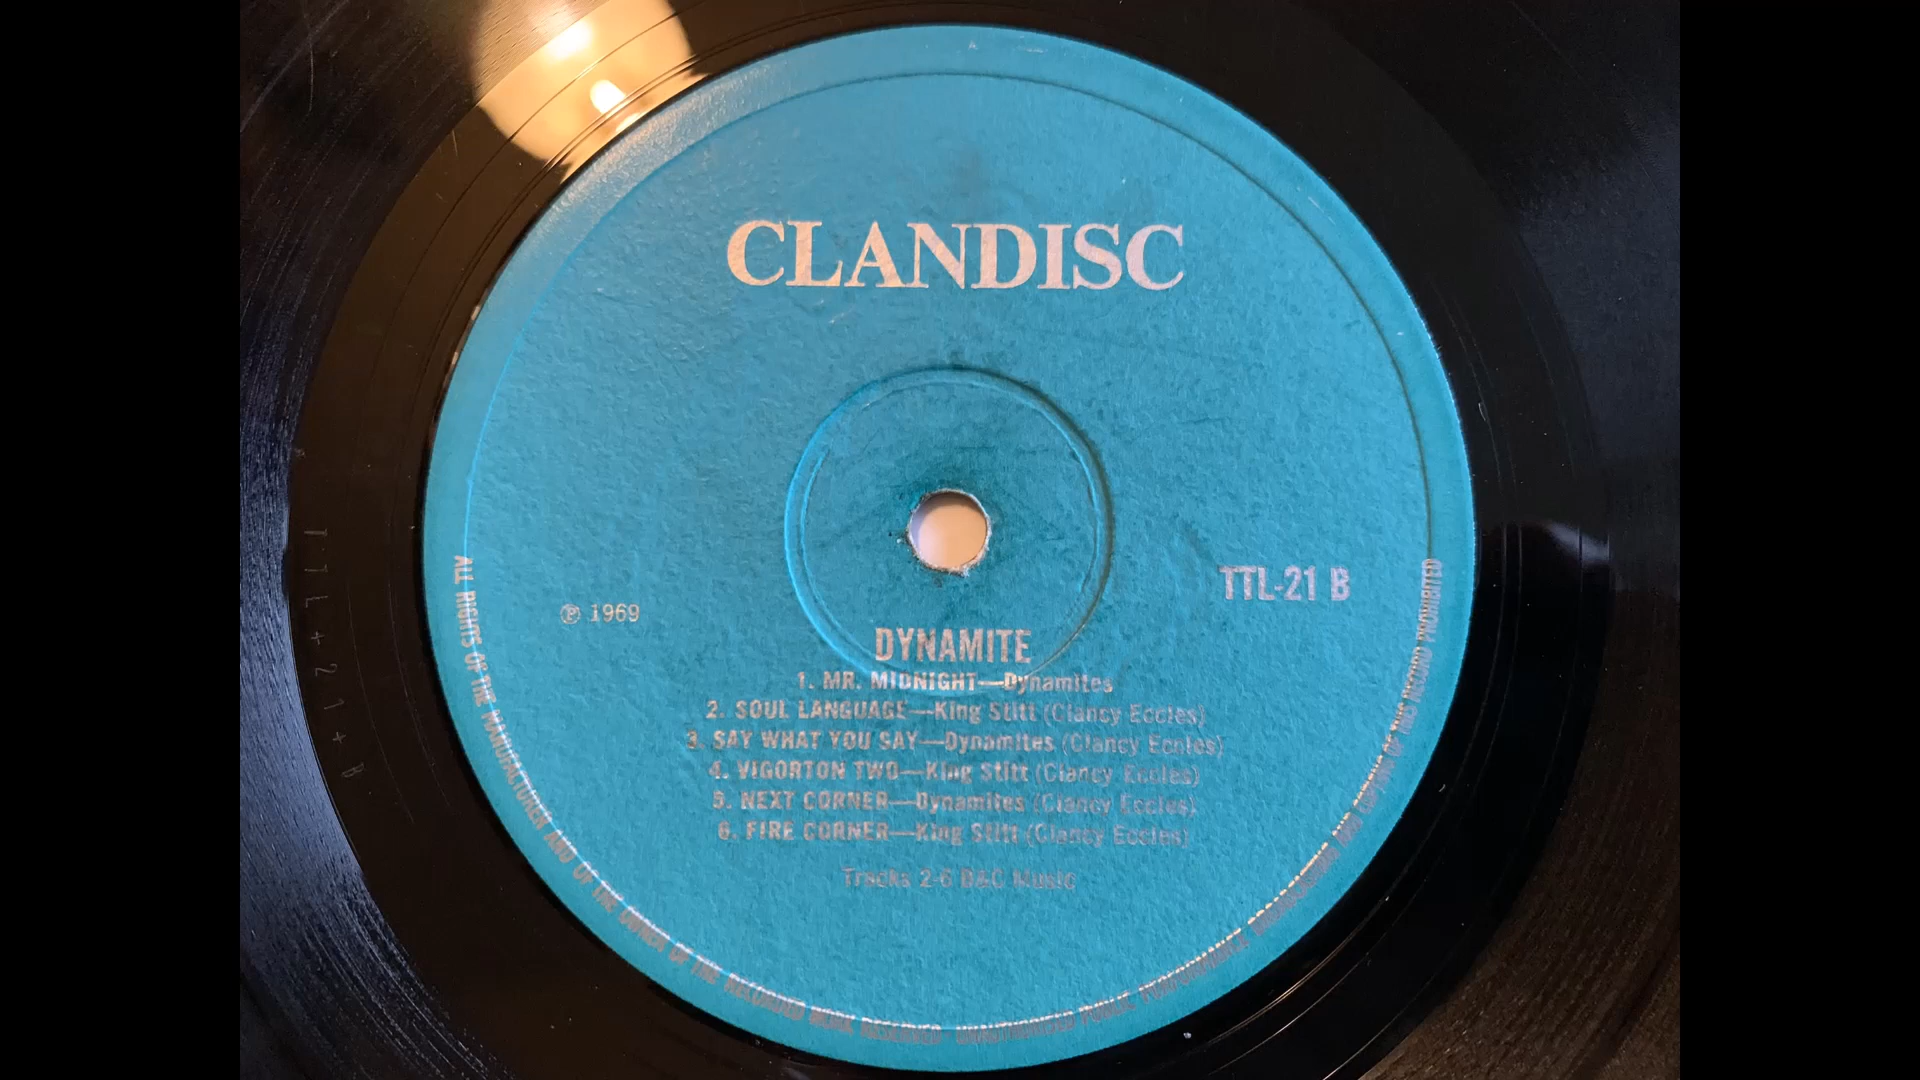 CLANDISC
TTL-21 B
℗ 1969
DYNAMITE
1. MR. MIDNIGHT—Dynamites
2. SOUL LANGUAGE—King Stitt (Clancy Eccles)
3. SAY WHAT YOU SAY—Dynamites (Clancy Eccles)
4. VIGORTON TWO—King Stitt (Clancy Eccles)
5. NEXT CORNER—Dynamites (Clancy Eccles)
6. FIRE CORNER—King Stitt (Clancy Eccles)
Tracks 2-6 B&C Music
ALL RIGHTS OF THE MANUFACTURER AND OF THE OWNER OF THE RECORDED WORK RESERVED · UNAUTHORIZED PUBLIC PERFORMANCE BROADCASTING AND COPYING OF THIS RECORD PROHIBITED
TTL+21+B